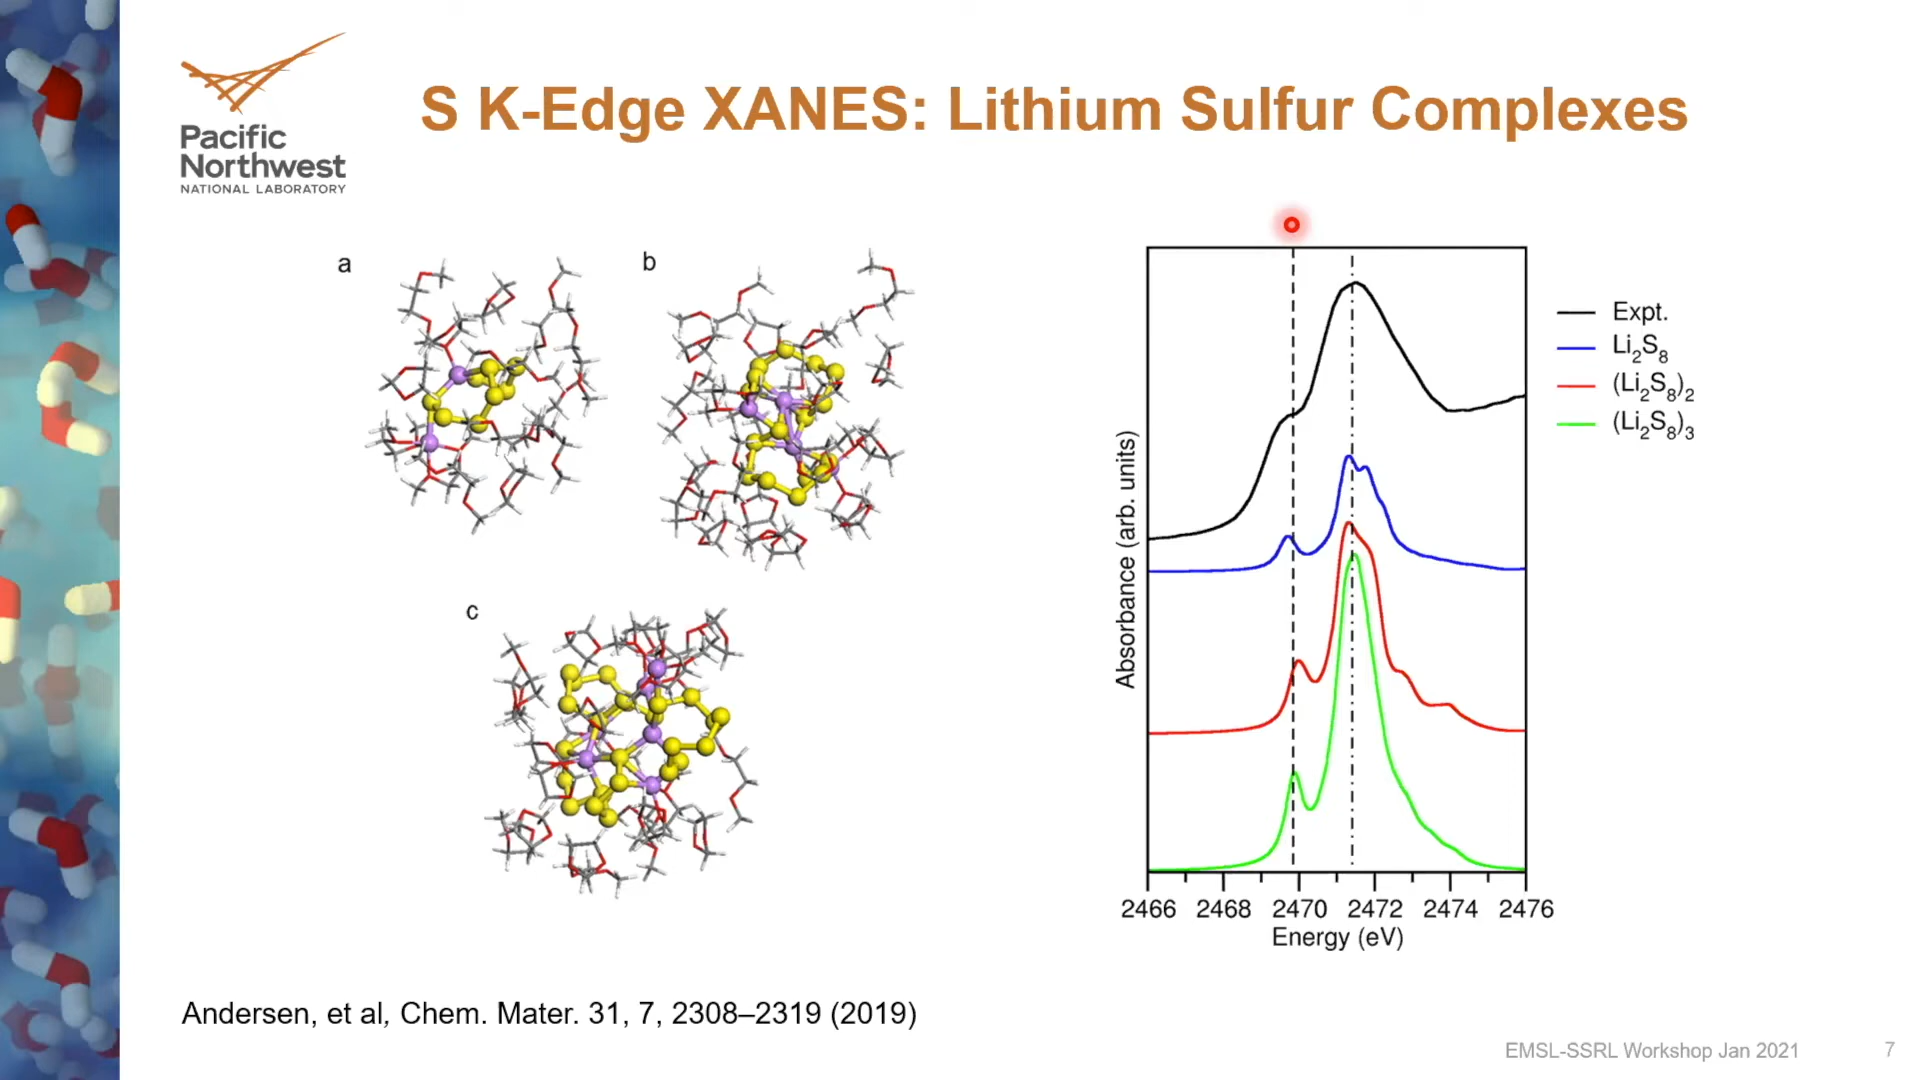 Pacific
Northwest
NATIONAL LABORATORY
S K-Edge XANES: Lithium Sulfur Complexes
a
b
c
Absorbance (arb. units)
Expt.
Li₂S₈
(Li₂S₈)₂
(Li₂S₈)₃
2466 2468 2470 2472 2474 2476
Energy (eV)
Andersen, et al, Chem. Mater. 31, 7, 2308–2319 (2019)
EMSL-SSRL Workshop Jan 2021
7